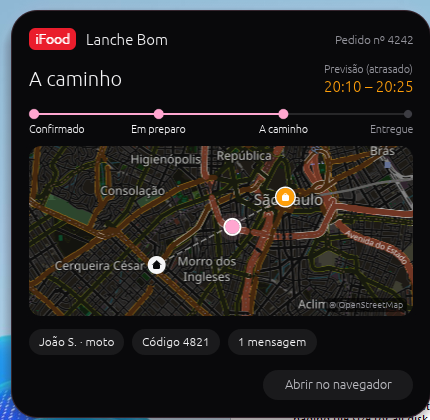 iFood Lanche Bom Pedido nº 4242
A caminho
Previsão (atrasado)
20:10 – 20:25
Confirmado Em preparo A caminho Entregue
Higienópolis República Brás
Consolação
São Paulo
Avenida do Estado
Cerqueira César
Morro dos
Ingleses
© OpenStreetMap
João S. · moto Código 4821 1 mensagem
Abrir no navegador